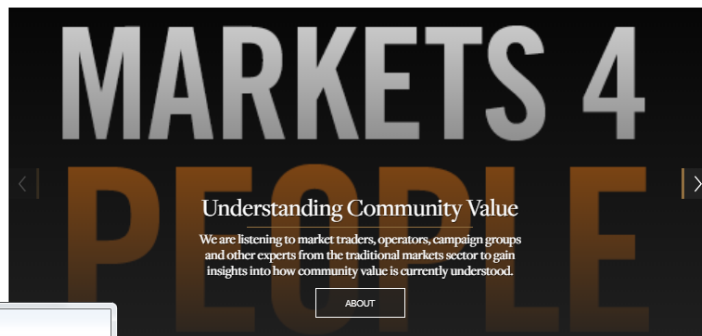 MARKETS 4
PEOPLE
Understanding Community Value
We are listening to market traders, operators, campaign groups
and other experts from the traditional markets sector to gain
insights into how community value is currently understood.
ABOUT